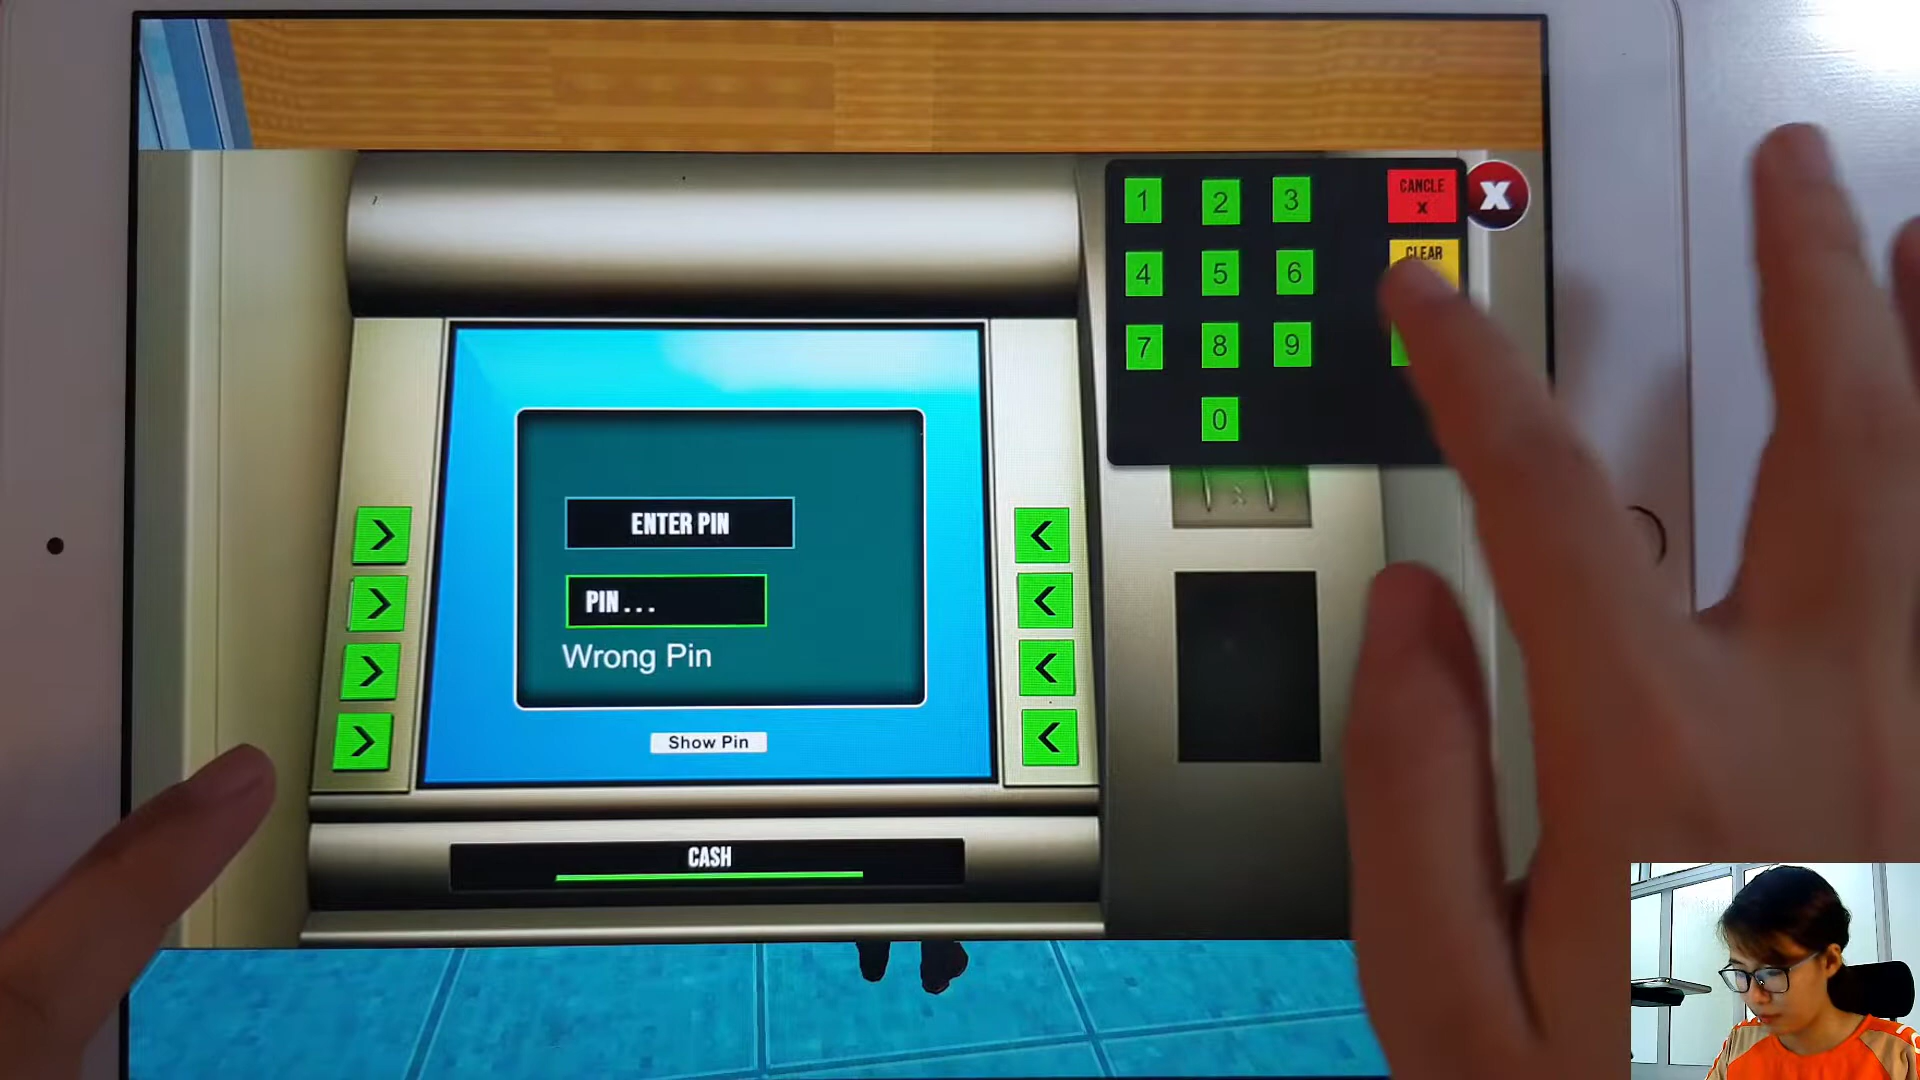 1 2 3 CANCLE
X
X
4 5 6 CLEAR
7 8 9
0
ENTER PIN
PIN...
Wrong Pin
Show Pin
CASH